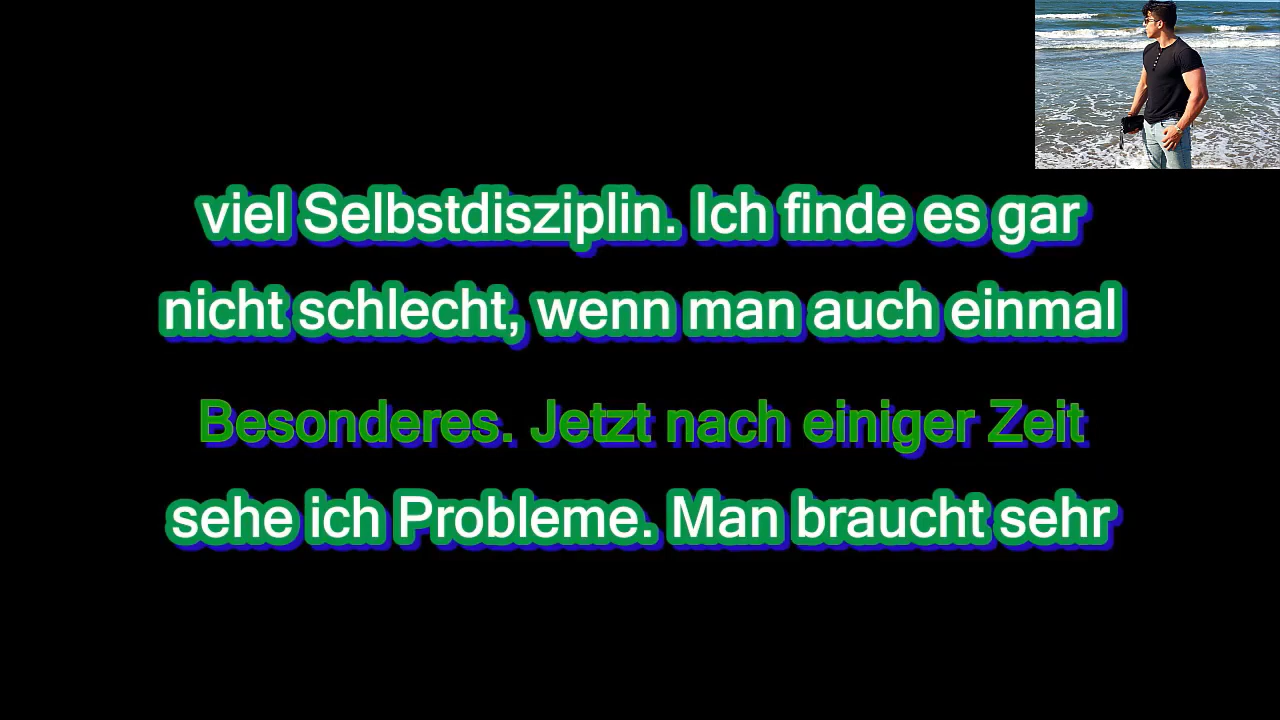 viel Selbstdisziplin. Ich finde es gar
nicht schlecht, wenn man auch einmal
Besonderes. Jetzt nach einiger Zeit
sehe ich Probleme. Man braucht sehr